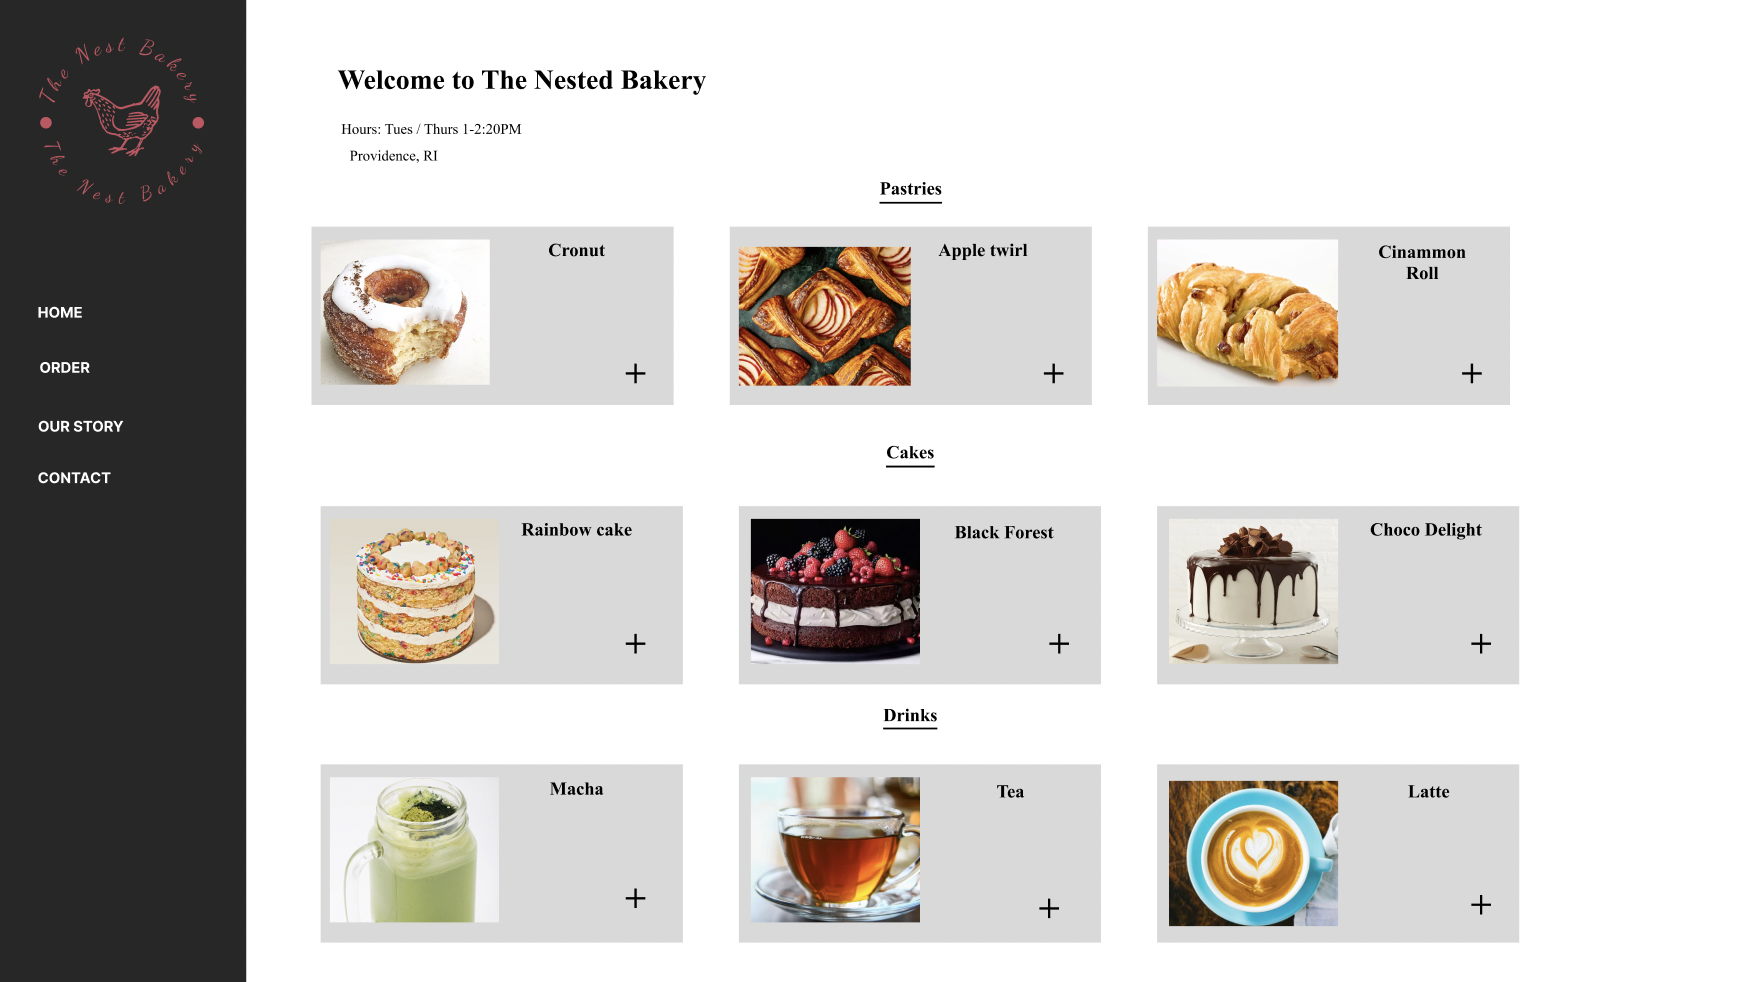 The Nest Bakery
The Nest Bakery
HOME
ORDER
OUR STORY
CONTACT
Welcome to The Nested Bakery
Hours: Tues / Thurs 1-2:20PM
Providence, RI
Pastries
Cronut
Apple twirl
Cinammon
Roll
Cakes
Rainbow cake
Black Forest
Choco Delight
Drinks
Macha
Tea
Latte